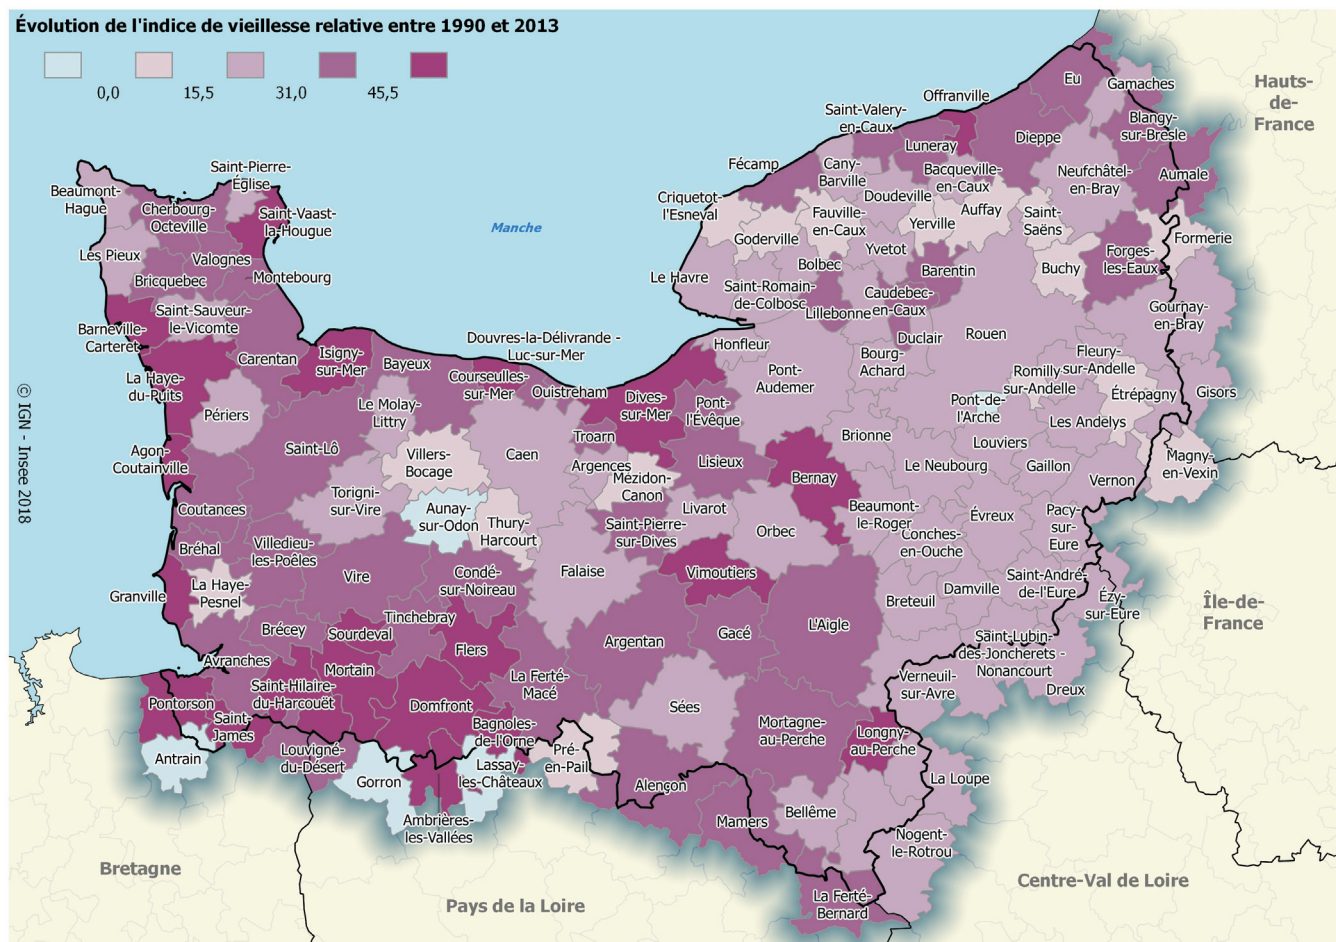 Évolution de l'indice de vieillesse relative entre 1990 et 2013
0,0
15,5
31,0
45,5
Hauts-
de-
France
Eu
Gamaches
Offranville
Saint-Valery-
en-Caux
Blangy-
sur-Bresle
Dieppe
Luneray
Fécamp
Cany-
Barville
Bacqueville-
en-Caux
Neufchâtel-
en-Bray
Aumale
Saint-Pierre-
Église
Beaumont-
Hague
Cherbourg-
Octeville
Saint-Vaast-
la-Hougue
Criquetot-
l'Esneval
Doudeville
Fauville-
en-Caux
Auffay
Saint-
Saëns
Yerville
Manche
Goderville
Formerie
Les Pieux
Valognes
Yvetot
Forges-
les-Eaux
Bricquebec
Montebourg
Le Havre
Bolbec
Barentin
Buchy
Saint-Romain-
de-Colbosc
Caudebec-
en-Caux
Lillebonne
Gournay-
en-Bray
Saint-Sauveur-
le-Vicomte
Barneville-
Carteret
Duclair
Rouen
Douvres-la-Délivrande -
Luc-sur-Mer
Honfleur
Carentan
Isigny-
sur-Mer
Bayeux
Bourg-
Achard
Fleury-
sur-Andelle
Romilly-
sur-Andelle
La Haye-
du-Puits
Courseulles-
sur-Mer
Ouistreham
Pont-
Audemer
Gisors
Étrépagny
Dives-
sur-Mer
Pont-
l'Évêque
Pont-de-
l'Arche
Périers
Le Molay-
Littry
Les Andelys
Troarn
Brionne
Louviers
Saint-Lô
Caen
Agon-
Coutainville
Villers-
Bocage
Argences
Lisieux
Le Neubourg
Gaillon
Magny-
en-Vexin
Mézidon-
Canon
Bernay
Vernon
Torigni-
sur-Vire
Coutances
Aunay-
sur-Odon
Livarot
Beaumont-
le-Roger
Évreux
Pacy-
sur-
Eure
Thury-
Harcourt
Saint-Pierre-
sur-Dives
Orbec
Conches-
en-Ouche
Bréhal
Villedieu-
les-Poêles
Vire
Condé-
sur-Noireau
Falaise
Vimoutiers
Saint-André-
de-l'Eure
La Haye-
Pesnel
Granville
Damville
Breteuil
Ézy-
sur-Eure
Île-de-
France
Tinchebray
L'Aigle
Brécey
Sourdeval
Argentan
Gacé
Flers
Saint-Lubin-
des-Joncherets -
Nonancourt
Avranches
Mortain
La Ferté-
Macé
Verneuil-
sur-Avre
Dreux
Saint-Hilaire-
du-Harcouët
Pontorson
Domfront
Sées
Saint-
James
Bagnoles-
de-l'Orne
Mortagne-
au-Perche
Longny-
au-Perche
Antrain
Louvigné-
du-Désert
Pré-
en-Pail
Gorron
Lassay-
les-Châteaux
Alençon
La Loupe
Ambrières-
les-Vallées
Mamers
Bellême
Nogent-
le-Rotrou
Bretagne
Pays de la Loire
La Ferté-
Bernard
Centre-Val de Loire
© IGN - Insee 2018